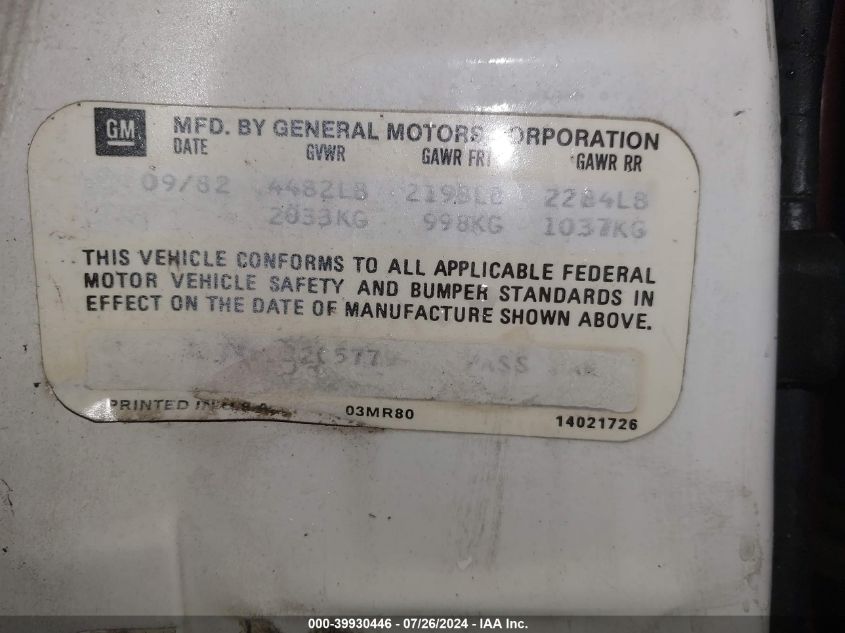 GM MFD. BY GENERAL MOTORS CORPORATION
DATE GVWR GAWR FRT GAWR RR
09/82 4482LB 2198LB 2284LB
2033KG 998KG 1037KG
THIS VEHICLE CONFORMS TO ALL APPLICABLE FEDERAL
MOTOR VEHICLE SAFETY AND BUMPER STANDARDS IN
EFFECT ON THE DATE OF MANUFACTURE SHOWN ABOVE.
PASS
PRINTED IN U.S.A. 03MR80 14021726
000-39930446 - 07/26/2024 - IAA Inc.